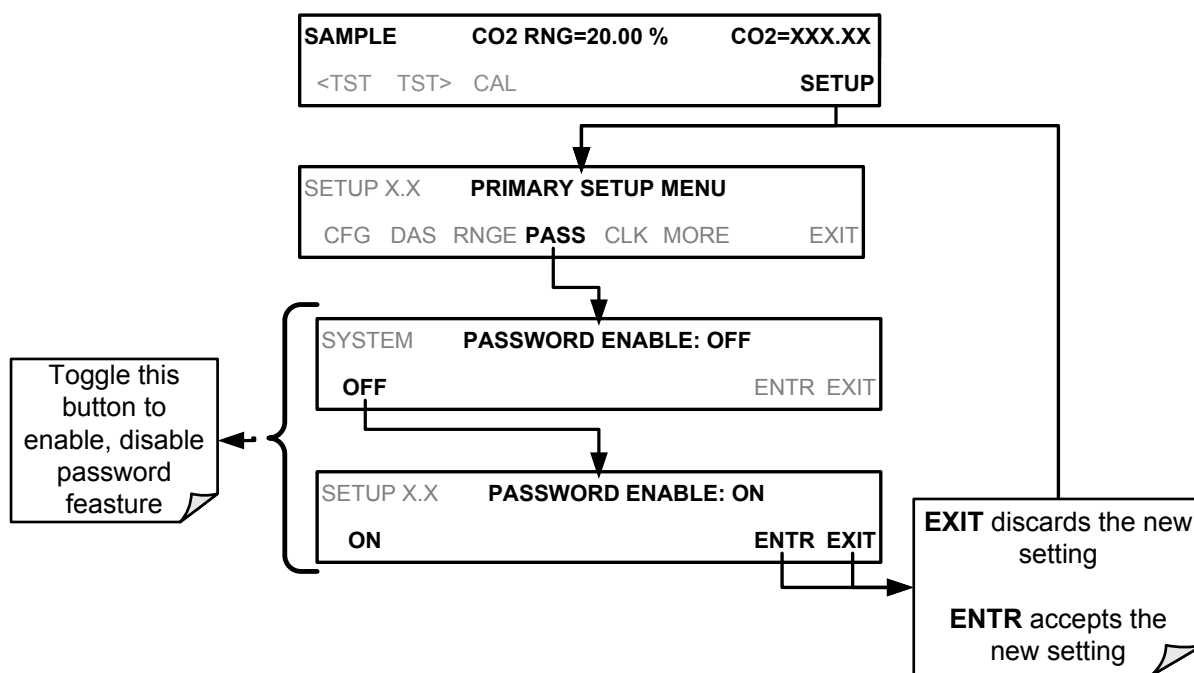 SAMPLE CO2 RNG=20.00 % CO2=XXX.XX
<TST TST> CAL SETUP
SETUP X.X PRIMARY SETUP MENU
CFG DAS RNGE PASS CLK MORE EXIT
SYSTEM PASSWORD ENABLE: OFF
OFF ENTR EXIT
Toggle this
button to
enable, disable
password
feasture
SETUP X.X PASSWORD ENABLE: ON
ON ENTR EXIT
EXIT discards the new
setting
ENTR accepts the
new setting